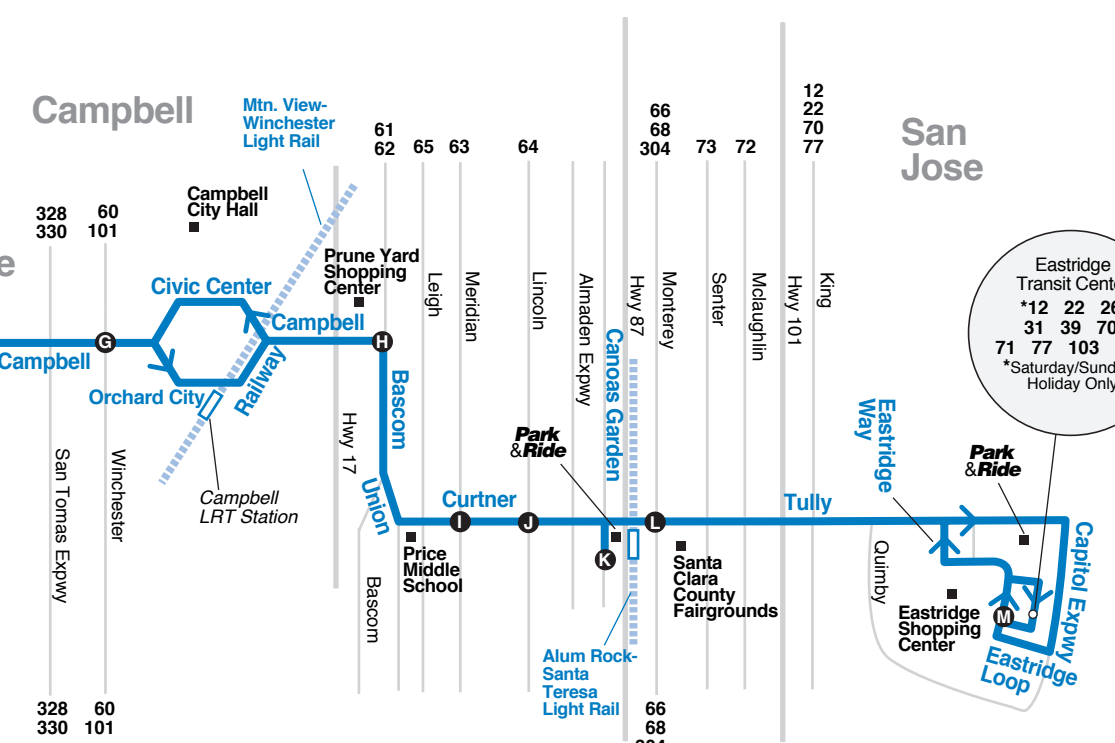 Campbell
Mtn. View-
Winchester
Light Rail
61
62
65
63
64
66
68
304
73
72
12
22
70
77
San
Jose
Campbell
City Hall
328
330
60
101
e
Prune Yard
Shopping
Center
Civic Center
Campbell
G
Campbell
H
Orchard City
Railway
Bascom
Leigh
Meridian
Lincoln
Almaden Expwy
Canoas Garden
Hwy 87
Monterey
Senter
Mclaughlin
Hwy 101
King
Eastridge
*12 22
31 39 70
71 77 103
Holiday Only
Eastridge
Way
Park
&Ride
Park
&Ride
San Tomas Expwy
Winchester
Campbell
LRT Station
Hwy 17
Union
Curtner
I
J
K
L
Tully
Price
Middle
School
Bascom
Santa
Clara
County
Fairgrounds
Quimby
Eastridge
Shopping
Center
M
Capitol Expwy
Eastridge
Loop
Alum Rock-
Santa
Teresa
Light Rail
328
330
60
101
66
68